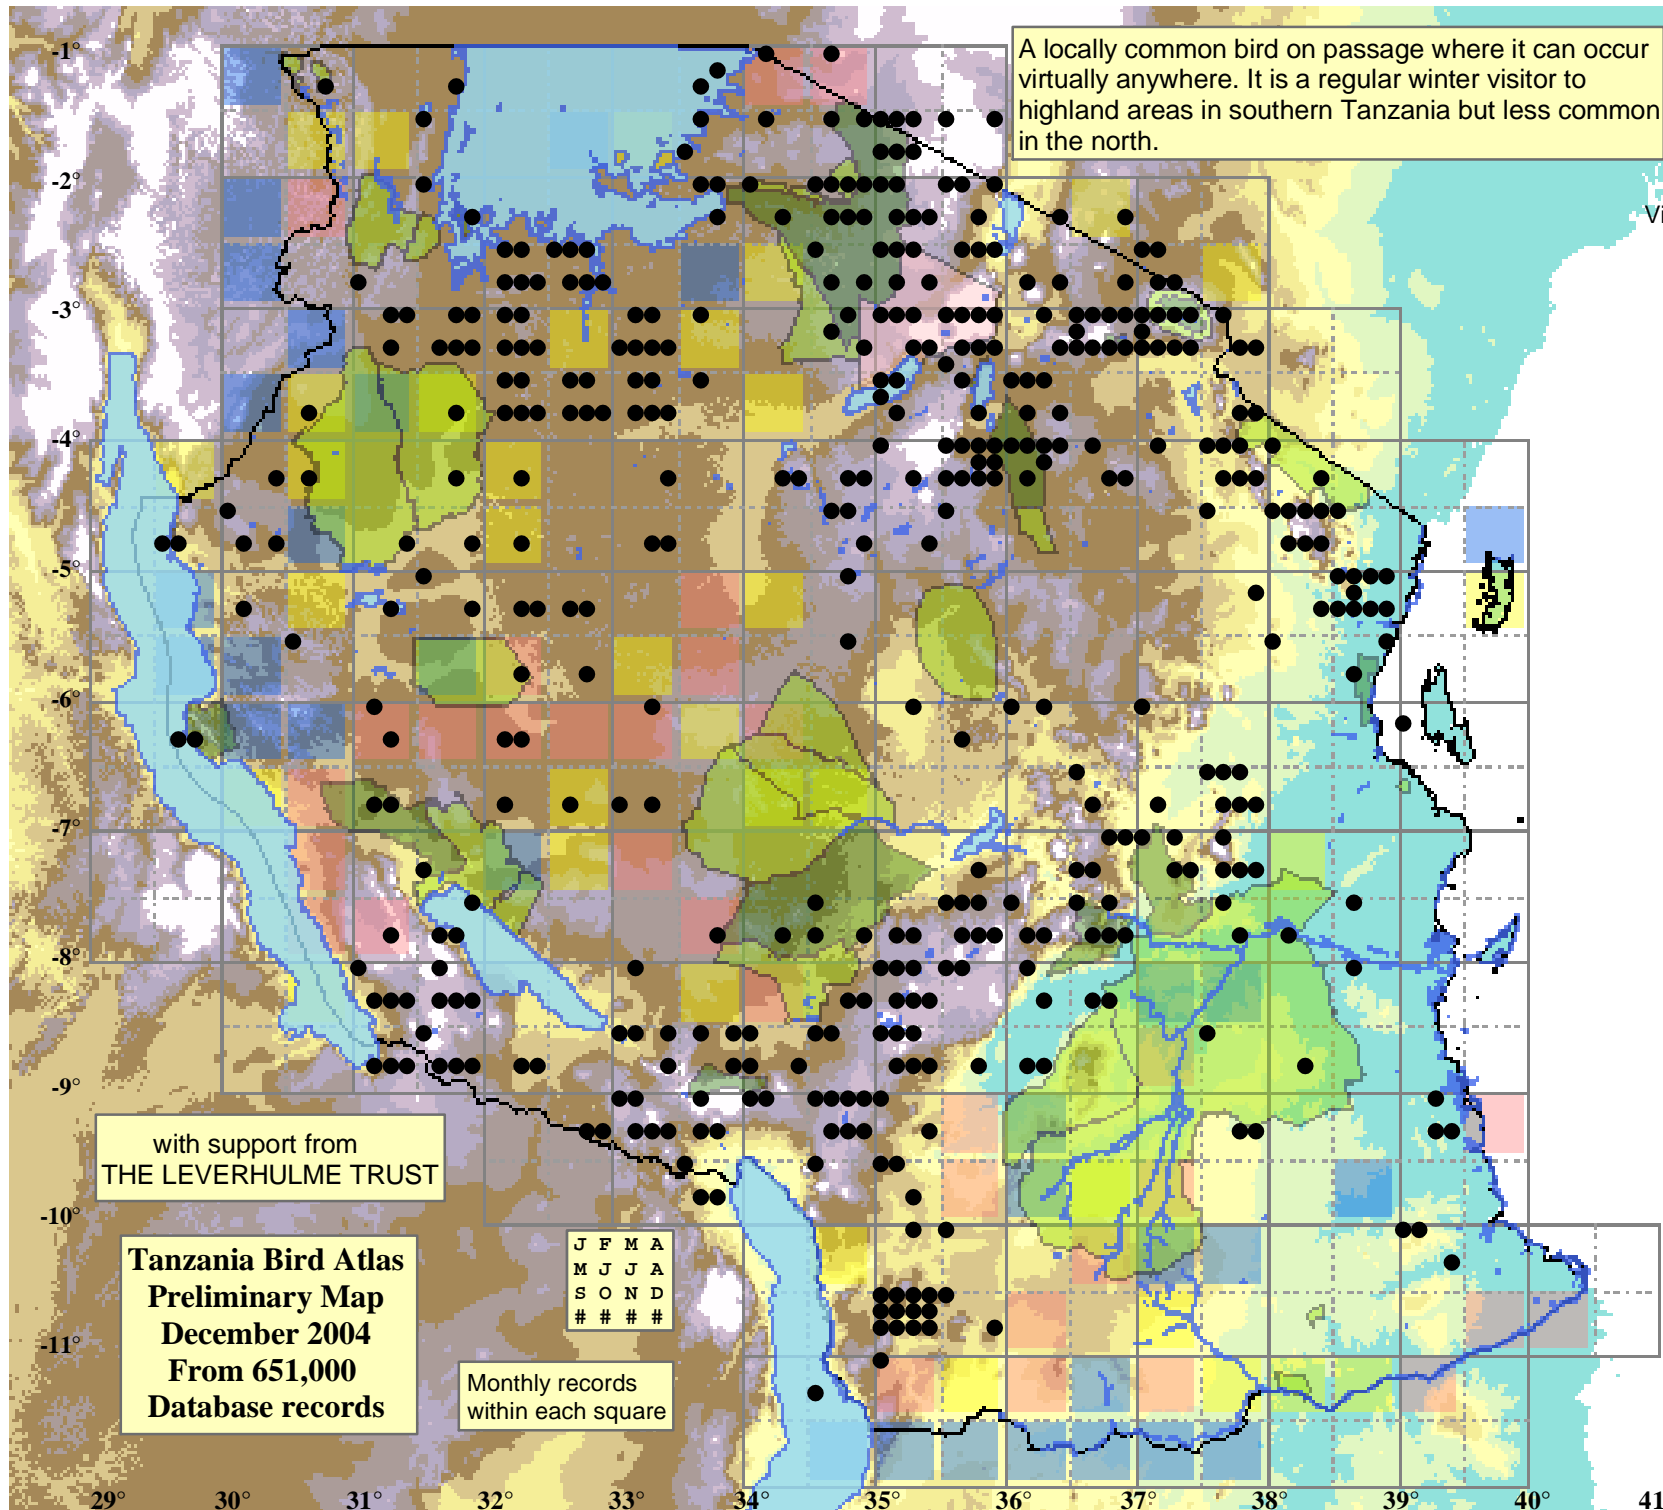 A locally common bird on passage where it can occur
virtually anywhere. It is a regular winter visitor to
highland areas in southern Tanzania but less common
in the north.
-1°
-2°
Vi
-3°
-4°
-5°
-6°
-7°
-8°
-9°
with support from
THE LEVERHULME TRUST
-10°
Tanzania Bird Atlas
Preliminary Map
December 2004
From 651,000
Database records
J F M A
M J J A
S O N D
# # # #
-11°
Monthly records
within each square
29° 30° 31° 32° 33° 34° 35° 36° 37° 38° 39° 40° 41